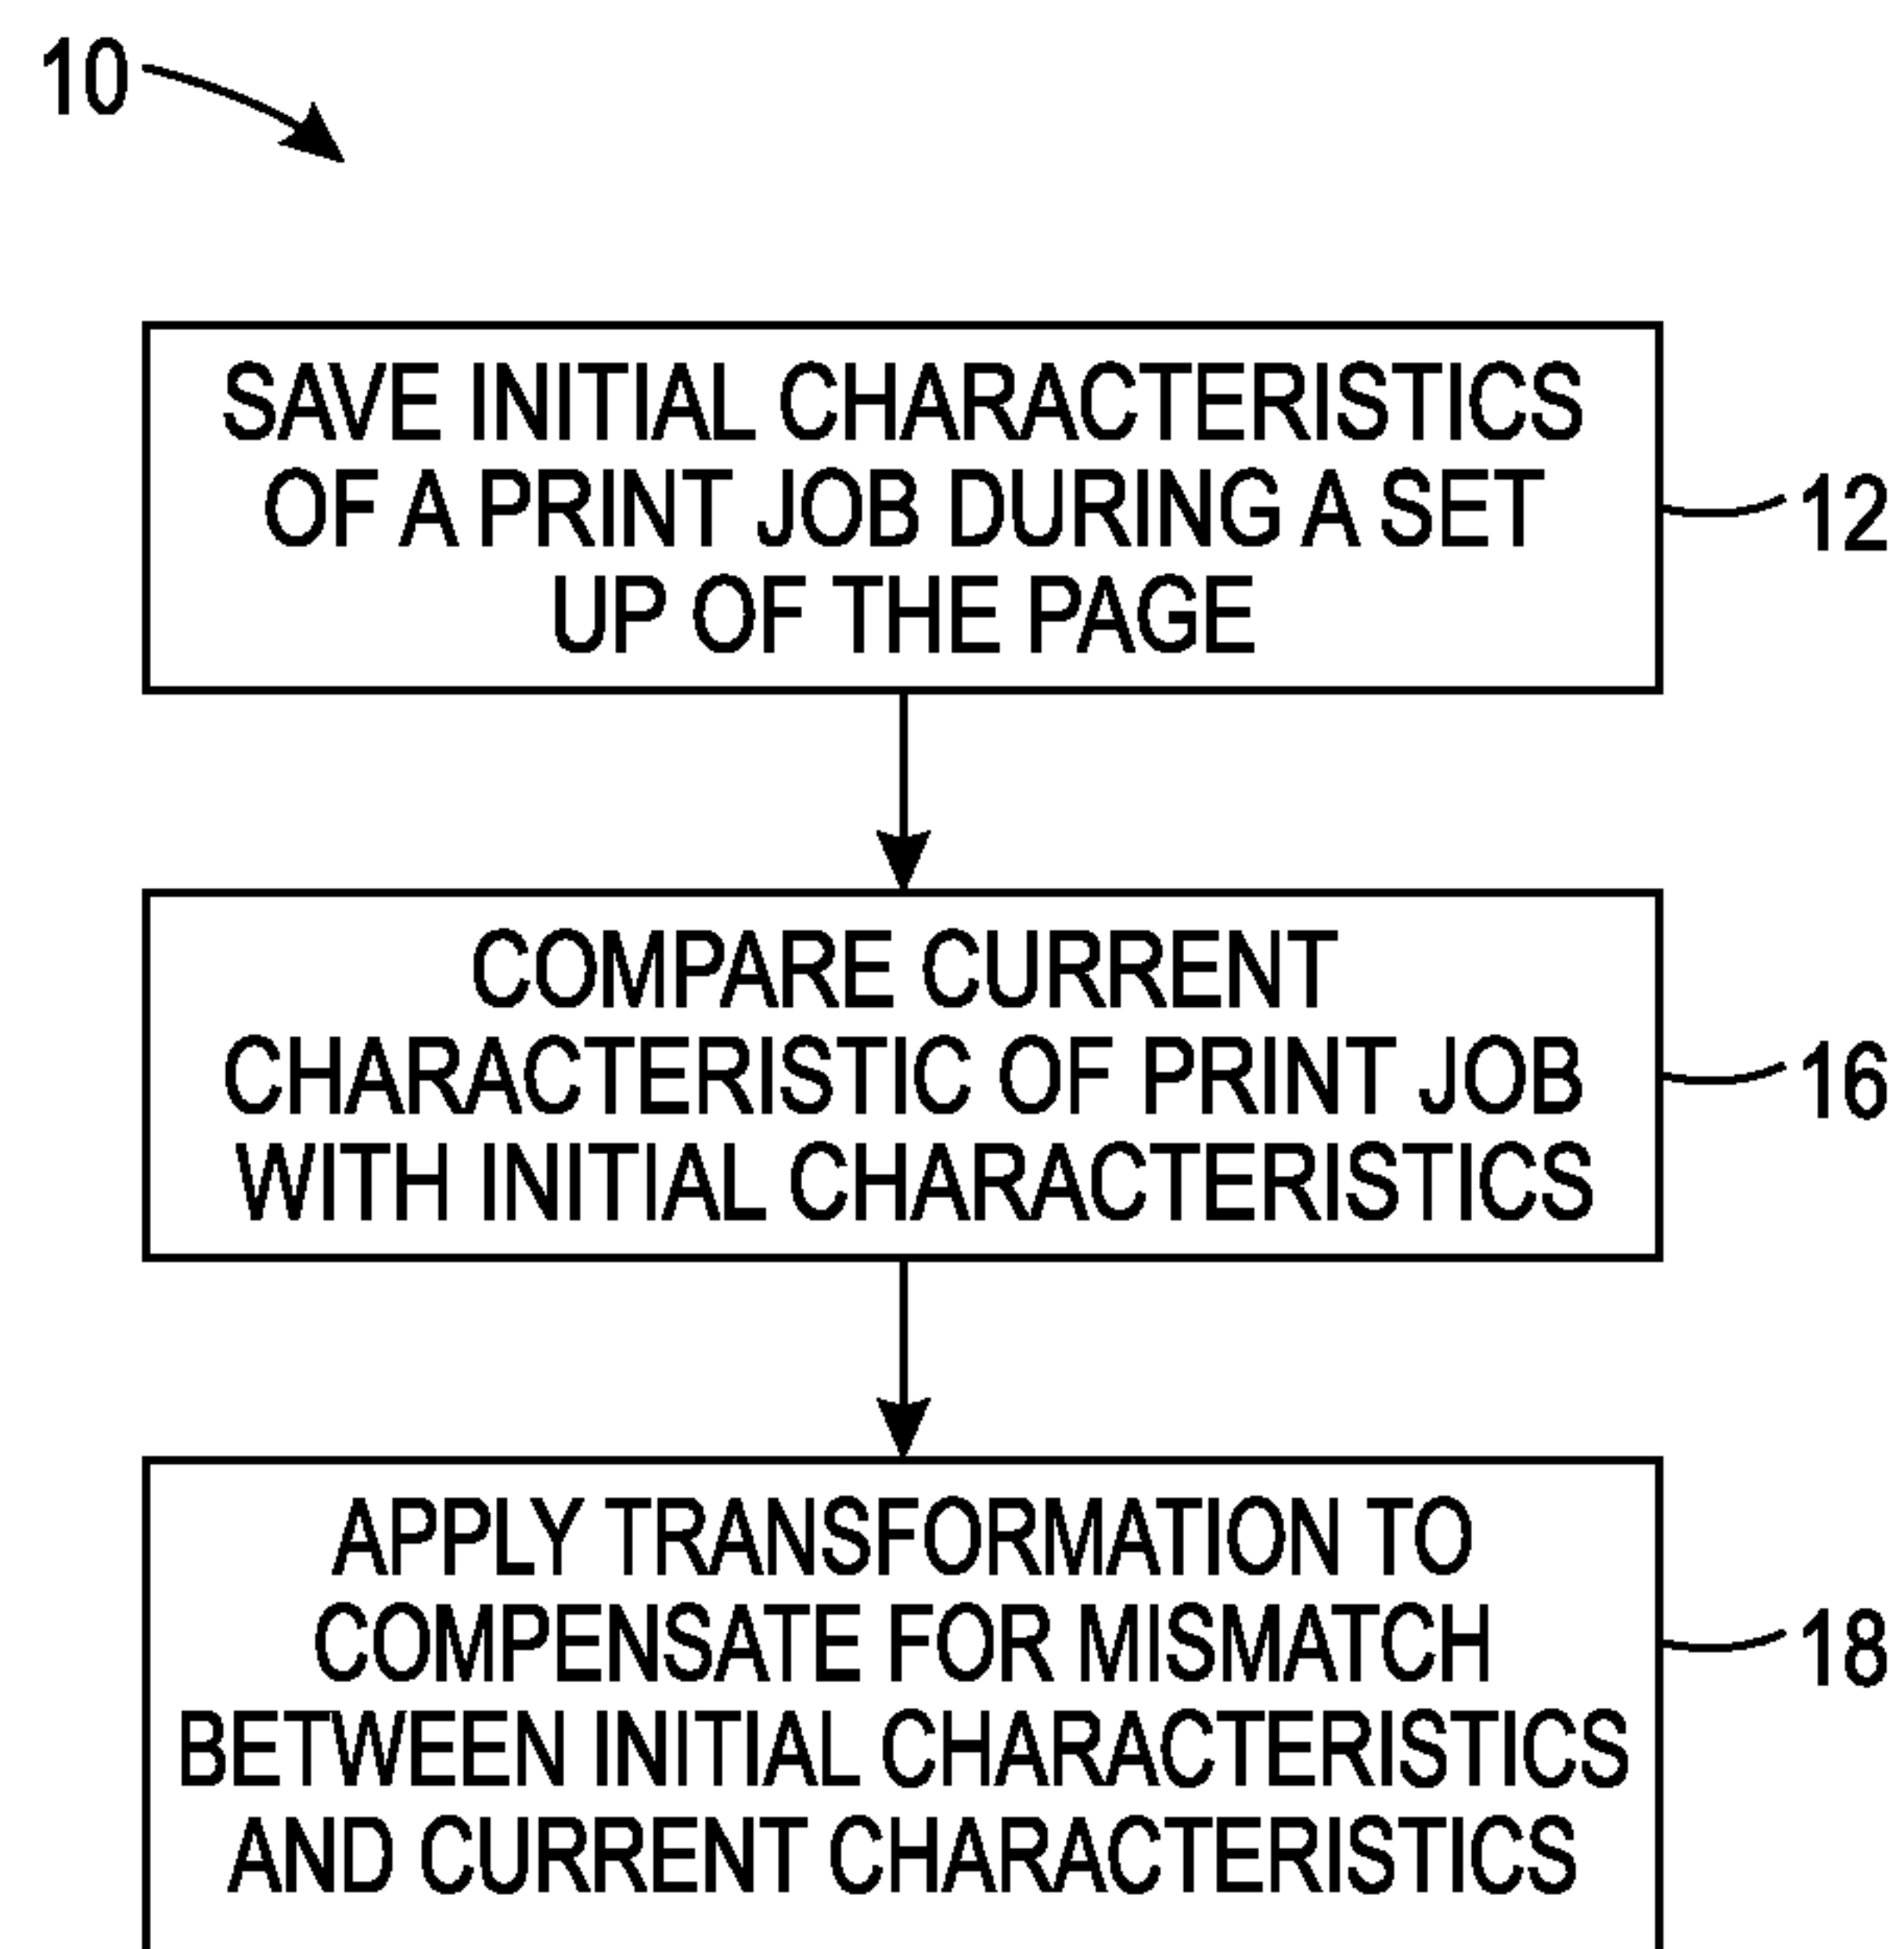 10
SAVE INITIAL CHARACTERISTICS
OF A PRINT JOB DURING A SET
UP OF THE PAGE
12
COMPARE CURRENT
CHARACTERISTIC OF PRINT JOB
WITH INITIAL CHARACTERISTICS
16
APPLY TRANSFORMATION TO
COMPENSATE FOR MISMATCH
BETWEEN INITIAL CHARACTERISTICS
AND CURRENT CHARACTERISTICS
18